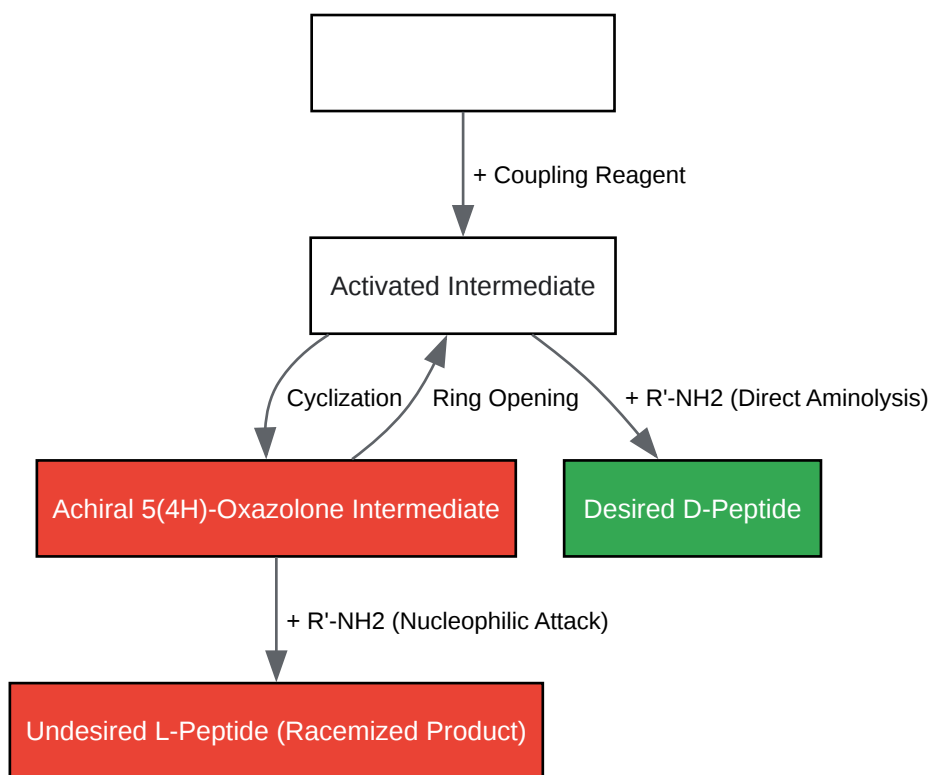 + Coupling Reagent
Activated Intermediate
Cyclization
Ring Opening
+ R'-NH2 (Direct Aminolysis)
Achiral 5(4H)-Oxazolone Intermediate
Desired D-Peptide
+ R'-NH2 (Nucleophilic Attack)
Undesired L-Peptide (Racemized Product)